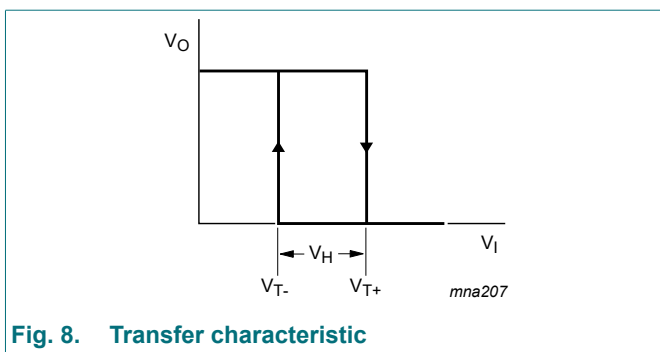 VO
VI
VH
VT-
VT+
mna207
Fig. 8. Transfer characteristic